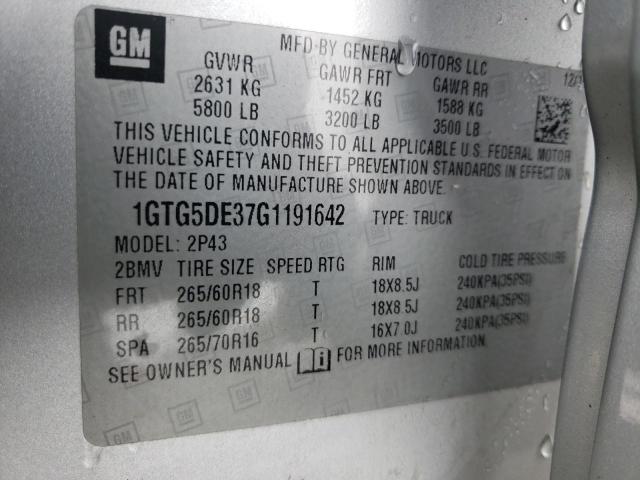 GM
MFD BY GENERAL MOTORS LLC
GVWR GAWR FRT GAWR RR
2631 KG 1452 KG 1588 KG
5800 LB 3200 LB 3500 LB
THIS VEHICLE CONFORMS TO ALL APPLICABLE U.S. FEDERAL MOTOR
VEHICLE SAFETY AND THEFT PREVENTION STANDARDS IN EFFECT ON
THE DATE OF MANUFACTURE SHOWN ABOVE.
1GTG5DE37G1191642 TYPE: TRUCK
MODEL: 2P43
2BMV TIRE SIZE SPEED RTG RIM COLD TIRE PRESSURE
FRT 265/60R18 T 18X8.5J 240KPA(35PSI)
RR 265/60R18 T 18X8.5J 240KPA(35PSI)
SPA 265/70R16 T 16X7.0J 240KPA(35PSI)
SEE OWNER'S MANUAL FOR MORE INFORMATION.